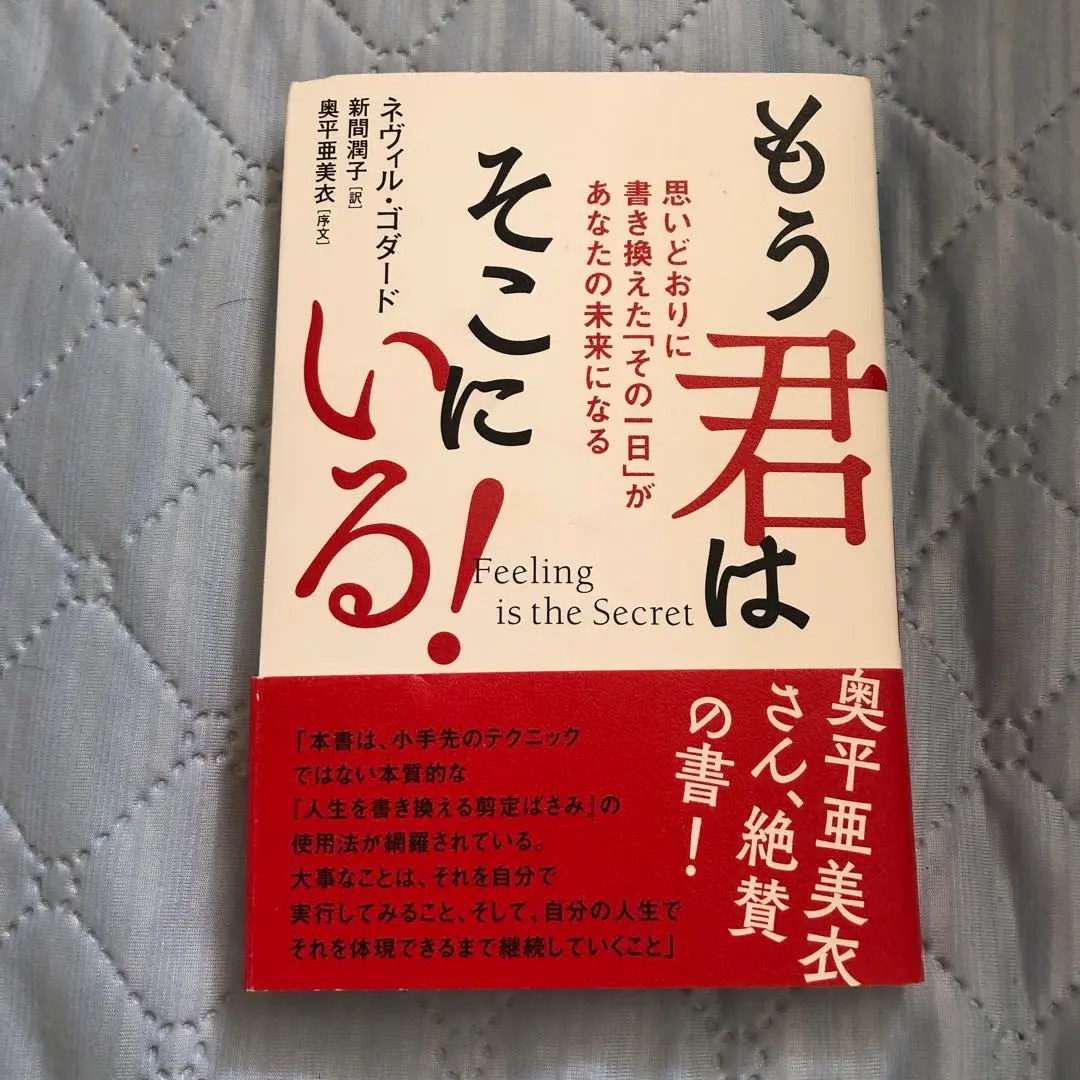 もう君は
そこに
いる!
思いどおりに
書き換えた「その一日」が
あなたの未来になる
ネヴィル・ゴダード
新間潤子［訳］
奥平亜美衣［序文］
Feeling
is the Secret
奥平亜美衣
さん、絶賛
の書!
「本書は、小手先のテクニック
ではない本質的な
『人生を書き換える剪定ばさみ』の
使用法が網羅されている。
大事なことは、それを自分で
実行してみること、そして、自分の人生で
それを体現できるまで継続していくこと」